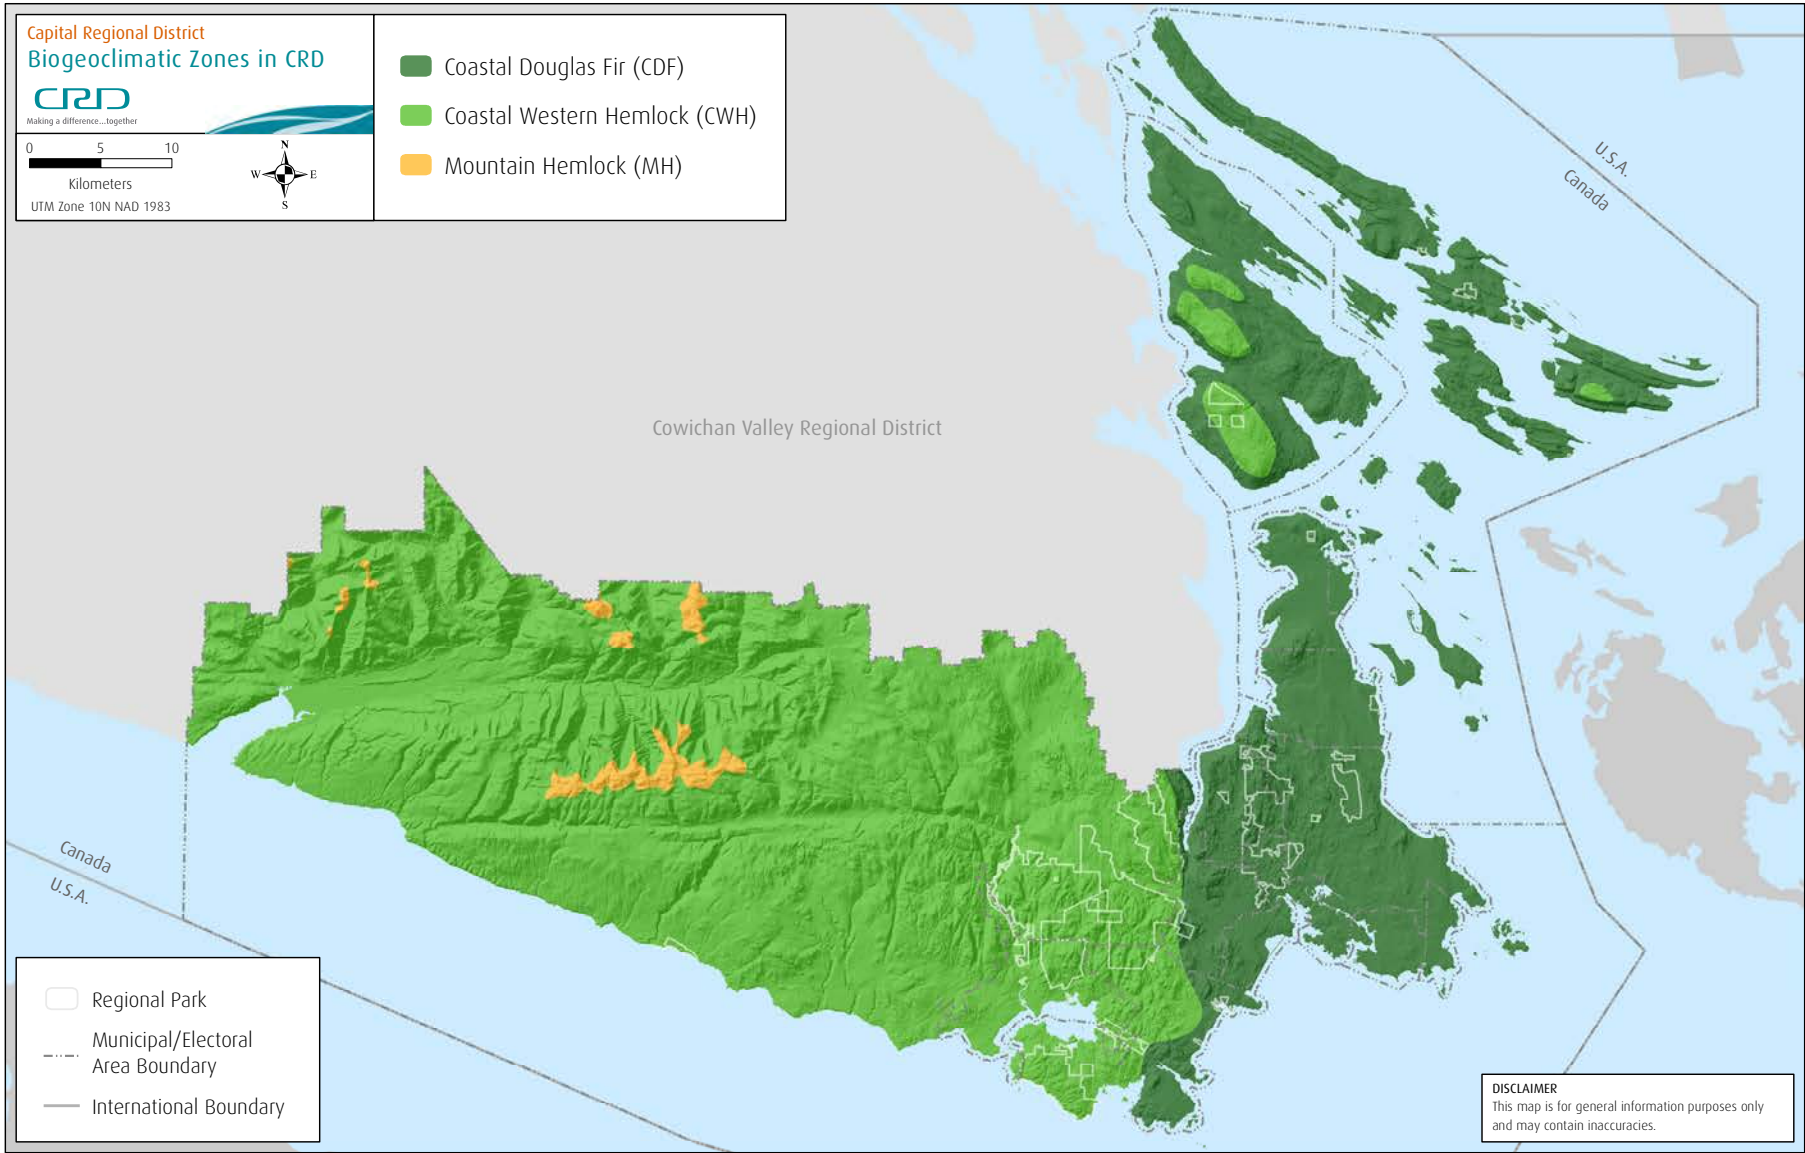 Capital Regional District
Biogeoclimatic Zones in CRD
CRD
Making a difference...together
0 5 10
Kilometers
UTM Zone 10N NAD 1983
N
W E
S
Coastal Douglas Fir (CDF)
Coastal Western Hemlock (CWH)
Mountain Hemlock (MH)
U.S.A.
Canada
Cowichan Valley Regional District
Canada
U.S.A.
Regional Park
Municipal/Electoral
Area Boundary
International Boundary
DISCLAIMER
This map is for general information purposes only
and may contain inaccuracies.